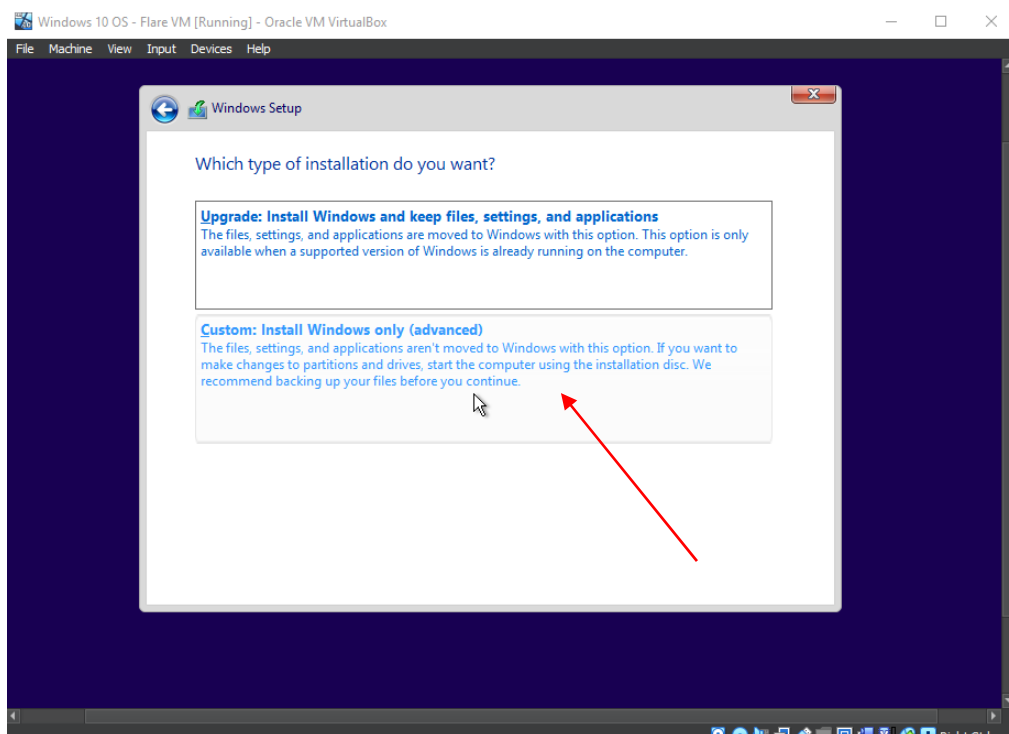 Windows 10 OS - Flare VM [Running] - Oracle VM VirtualBox
File Machine View Input Devices Help
Windows Setup
Which type of installation do you want?
Upgrade: Install Windows and keep files, settings, and applications
The files, settings, and applications are moved to Windows with this option. This option is only
available when a supported version of Windows is already running on the computer.
Custom: Install Windows only (advanced)
The files, settings, and applications aren't moved to Windows with this option. If you want to
make changes to partitions and drives, start the computer using the installation disc. We
recommend backing up your files before you continue.